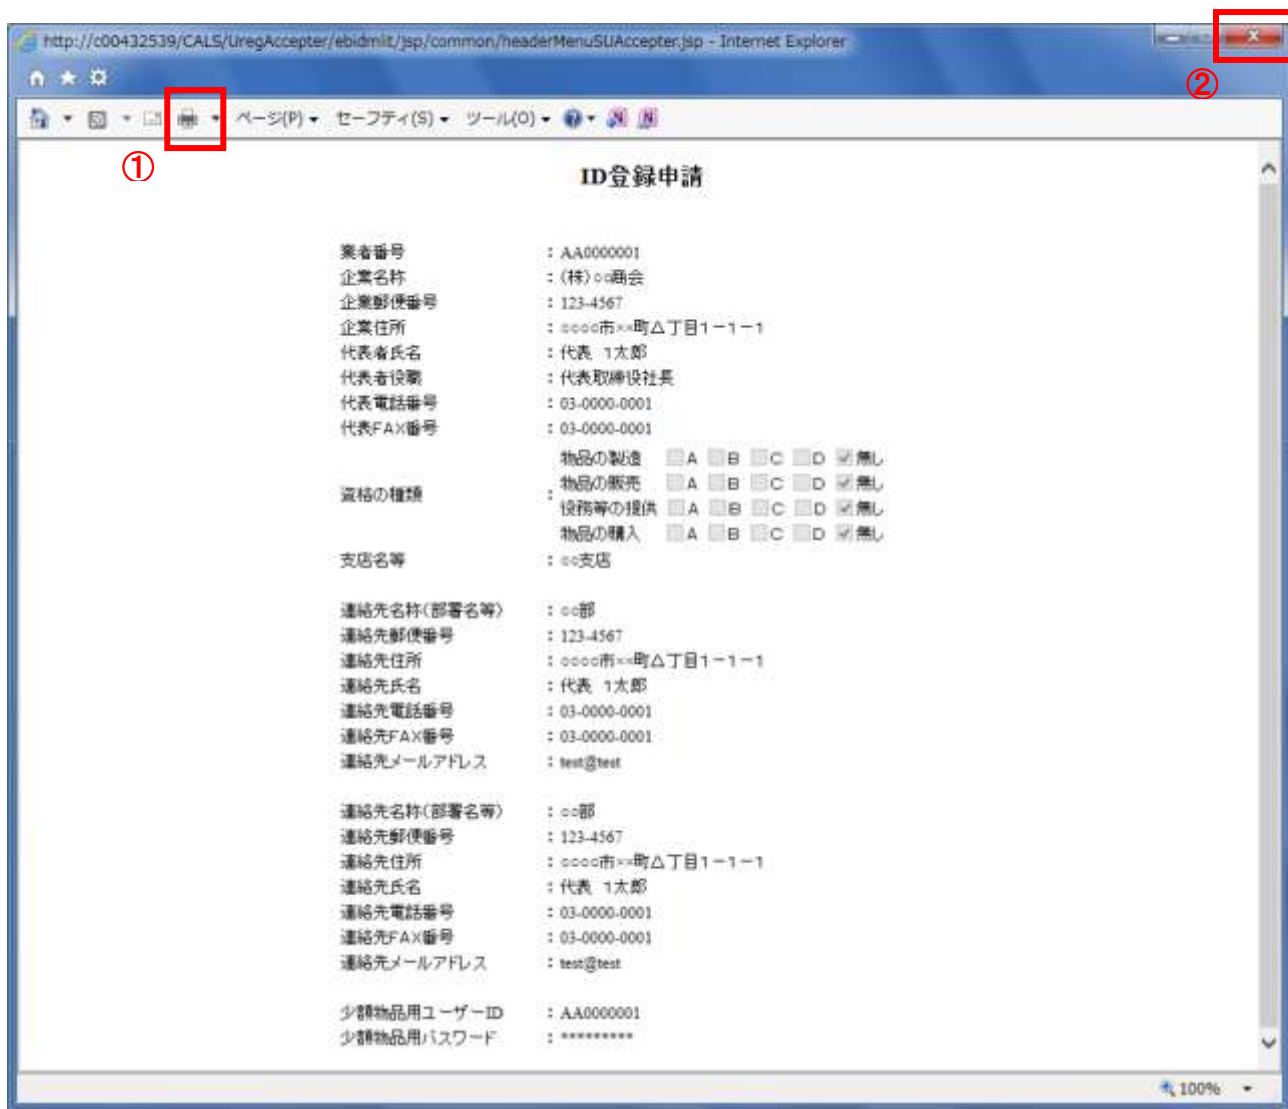 http://c00432539/CALS/UregAccepter/ebidmlit/jsp/common/headerMenuSUAccepter.jsp - Internet Explorer
②
ページ(P) セーフティ(S) ツール(O)
①
ID登録申請
業者番号 : AA0000001
企業名称 : (株)○○商会
企業郵便番号 : 123-4567
企業住所 : ○○○○市××町△丁目1－1－1
代表者氏名 : 代表 1太郎
代表者役職 : 代表取締役社長
代表電話番号 : 03-0000-0001
代表FAX番号 : 03-0000-0001
資格の種類 :
物品の製造 A B C D 無し
物品の販売 A B C D 無し
役務等の提供 A B C D 無し
物品の購入 A B C D 無し
支店名等 : ○○支店
連絡先名称(部署名等) : ○○部
連絡先郵便番号 : 123-4567
連絡先住所 : ○○○○市××町△丁目1－1－1
連絡先氏名 : 代表 1太郎
連絡先電話番号 : 03-0000-0001
連絡先FAX番号 : 03-0000-0001
連絡先メールアドレス : test@test
連絡先名称(部署名等) : ○○部
連絡先郵便番号 : 123-4567
連絡先住所 : ○○○○市××町△丁目1－1－1
連絡先氏名 : 代表 1太郎
連絡先電話番号 : 03-0000-0001
連絡先FAX番号 : 03-0000-0001
連絡先メールアドレス : test@test
少額物品用ユーザーID : AA0000001
少額物品用パスワード : *********
100%